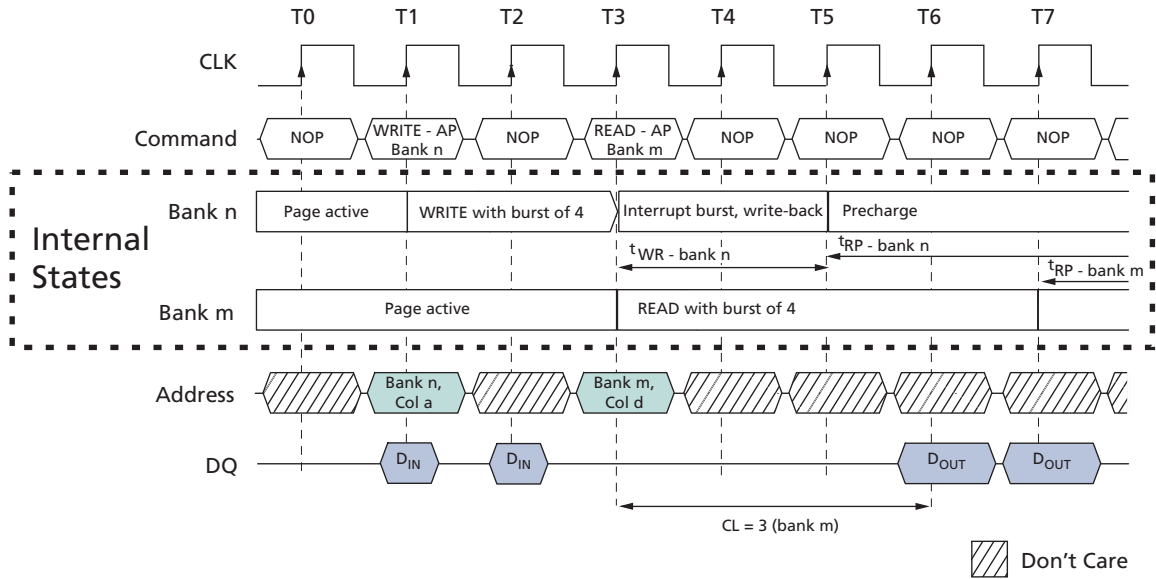 T0 T1 T2 T3 T4 T5 T6 T7
CLK
Command NOP WRITE - AP Bank n NOP READ - AP Bank m NOP NOP NOP NOP
Internal States
Bank n Page active WRITE with burst of 4 Interrupt burst, write-back Precharge
tWR - bank n tRP - bank n
tRP - bank m
Bank m Page active READ with burst of 4
Address Bank n, Col a Bank m, Col d
DQ DIN DIN DOUT DOUT
CL = 3 (bank m)
Don't Care